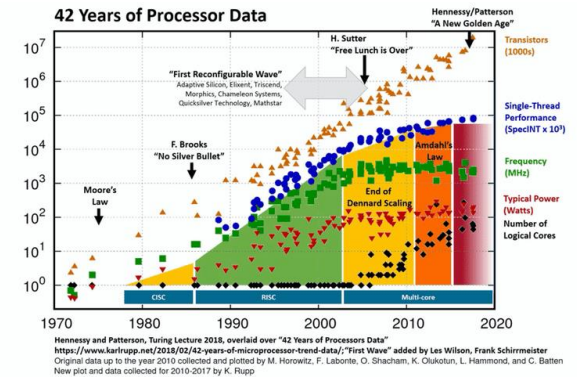 42 Years of Processor Data
Hennessy/Patterson
"A New Golden Age"
H. Sutter
"Free Lunch is Over"
"First Reconfigurable Wave"
Adaptive Silicon, Elixent, Triscend,
Morphics, Chameleon Systems,
Quicksilver Technology, Mathstar
F. Brooks
"No Silver Bullet"
Moore's
Law
Transistors
(1000s)
Single-Thread
Performance
(SpecINT x 10³)
Frequency
(MHz)
Typical Power
(Watts)
Number of
Logical Cores
Amdahl's
Law
End of
Dennard Scaling
10⁷
10⁶
10⁵
10⁴
10³
10²
10¹
10⁰
CISC
RISC
Multi-core
1970
1980
1990
2000
2010
2020
Hennessy and Patterson, Turing Lecture 2018, overlaid over "42 Years of Processors Data"
https://www.karlrupp.net/2018/02/42-years-of-microprocessor-trend-data/; "First Wave" added by Les Wilson, Frank Schirrmeister
Original data up to the year 2010 collected and plotted by M. Horowitz, F. Labonte, O. Shacham, K. Olukotun, L. Hammond, and C. Batten
New plot and data collected for 2010-2017 by K. Rupp